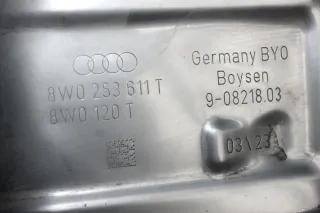 8W0 253 611 T
8W0 120 T
Germany BYO
Boysen
9-08218.03
03\23